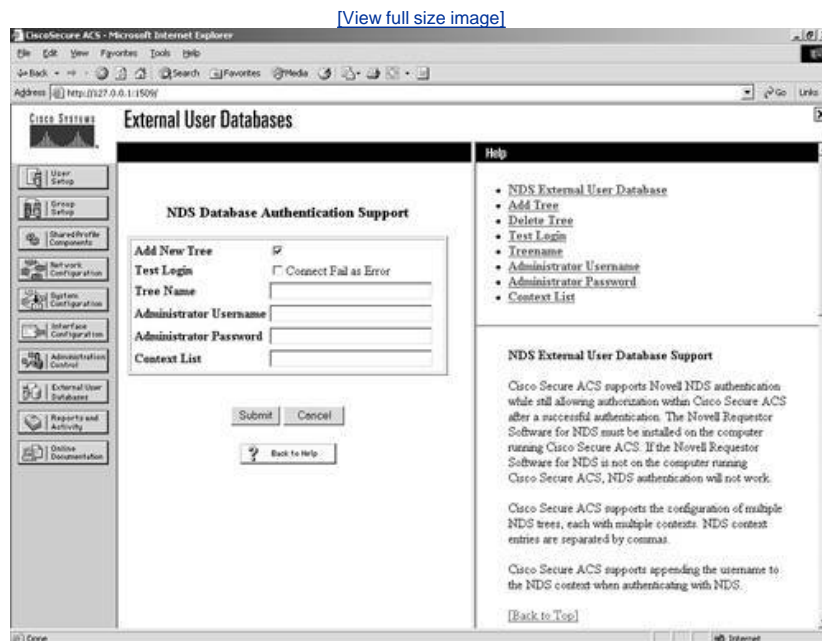 [View full size image]
CiscoSecure ACS - Microsoft Internet Explorer
File Edit View Favorites Tools Help
Back Search Favorites Media
Address http://127.0.0.1:1509/ Go Links
Cisco Systems
External User Databases
User Setup
Group Setup
Shared Profile Components
Network Configuration
System Configuration
Interface Configuration
Administration Control
External User Databases
Reports and Activity
Online Documentation
NDS Database Authentication Support
Add New Tree
Test Login Connect Fail as Error
Tree Name
Administrator Username
Administrator Password
Context List
Submit Cancel
? Back to Help
Help
• NDS External User Database
• Add Tree
• Delete Tree
• Test Login
• Treename
• Administrator Username
• Administrator Password
• Context List
NDS External User Database Support
Cisco Secure ACS supports Novell NDS authentication
while still allowing authorization within Cisco Secure ACS
after a successful authentication. The Novell Requestor
Software for NDS must be installed on the computer
running Cisco Secure ACS. If the Novell Requestor
Software for NDS is not on the computer running
Cisco Secure ACS, NDS authentication will not work.
Cisco Secure ACS supports the configuration of multiple
NDS trees, each with multiple contexts. NDS context
entries are separated by commas.
Cisco Secure ACS supports appending the username to
the NDS context when authenticating with NDS.
[Back to Top]
Done
Internet